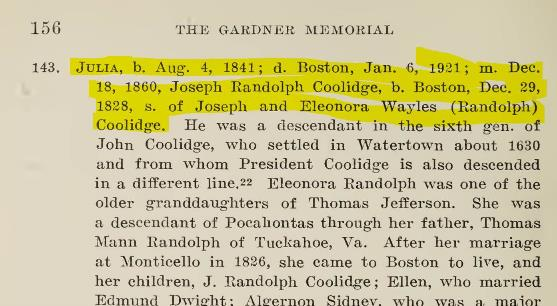 156 THE GARDNER MEMORIAL
143. JULIA, b. Aug. 4, 1841; d. Boston, Jan. 6, 1921; m. Dec.
18, 1860, Joseph Randolph Coolidge, b. Boston, Dec. 29,
1828, s. of Joseph and Eleonora Wayles (Randolph)
Coolidge. He was a descendant in the sixth gen. of
John Coolidge, who settled in Watertown about 1630
and from whom President Coolidge is also descended
in a different line.22 Eleonora Randolph was one of the
older granddaughters of Thomas Jefferson. She was
a descendant of Pocahontas through her father, Thomas
Mann Randolph of Tuckahoe, Va. After her marriage
at Monticello in 1826, she came to Boston to live, and
her children, J. Randolph Coolidge; Ellen, who married
Edmund Dwight; Algernon Sidney, who was a major